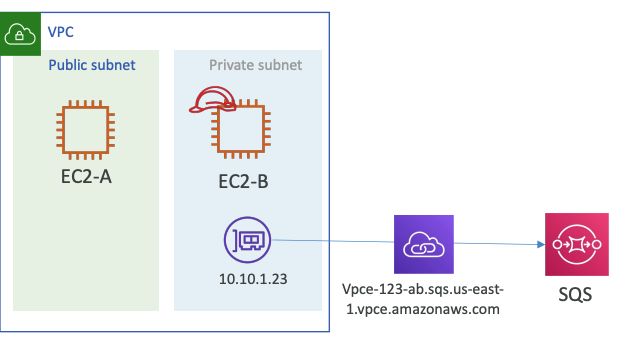 VPC
Public subnet
Private subnet
EC2-A
EC2-B
10.10.1.23
Vpce-123-ab.sqs.us-east-
1.vpce.amazonaws.com
SQS